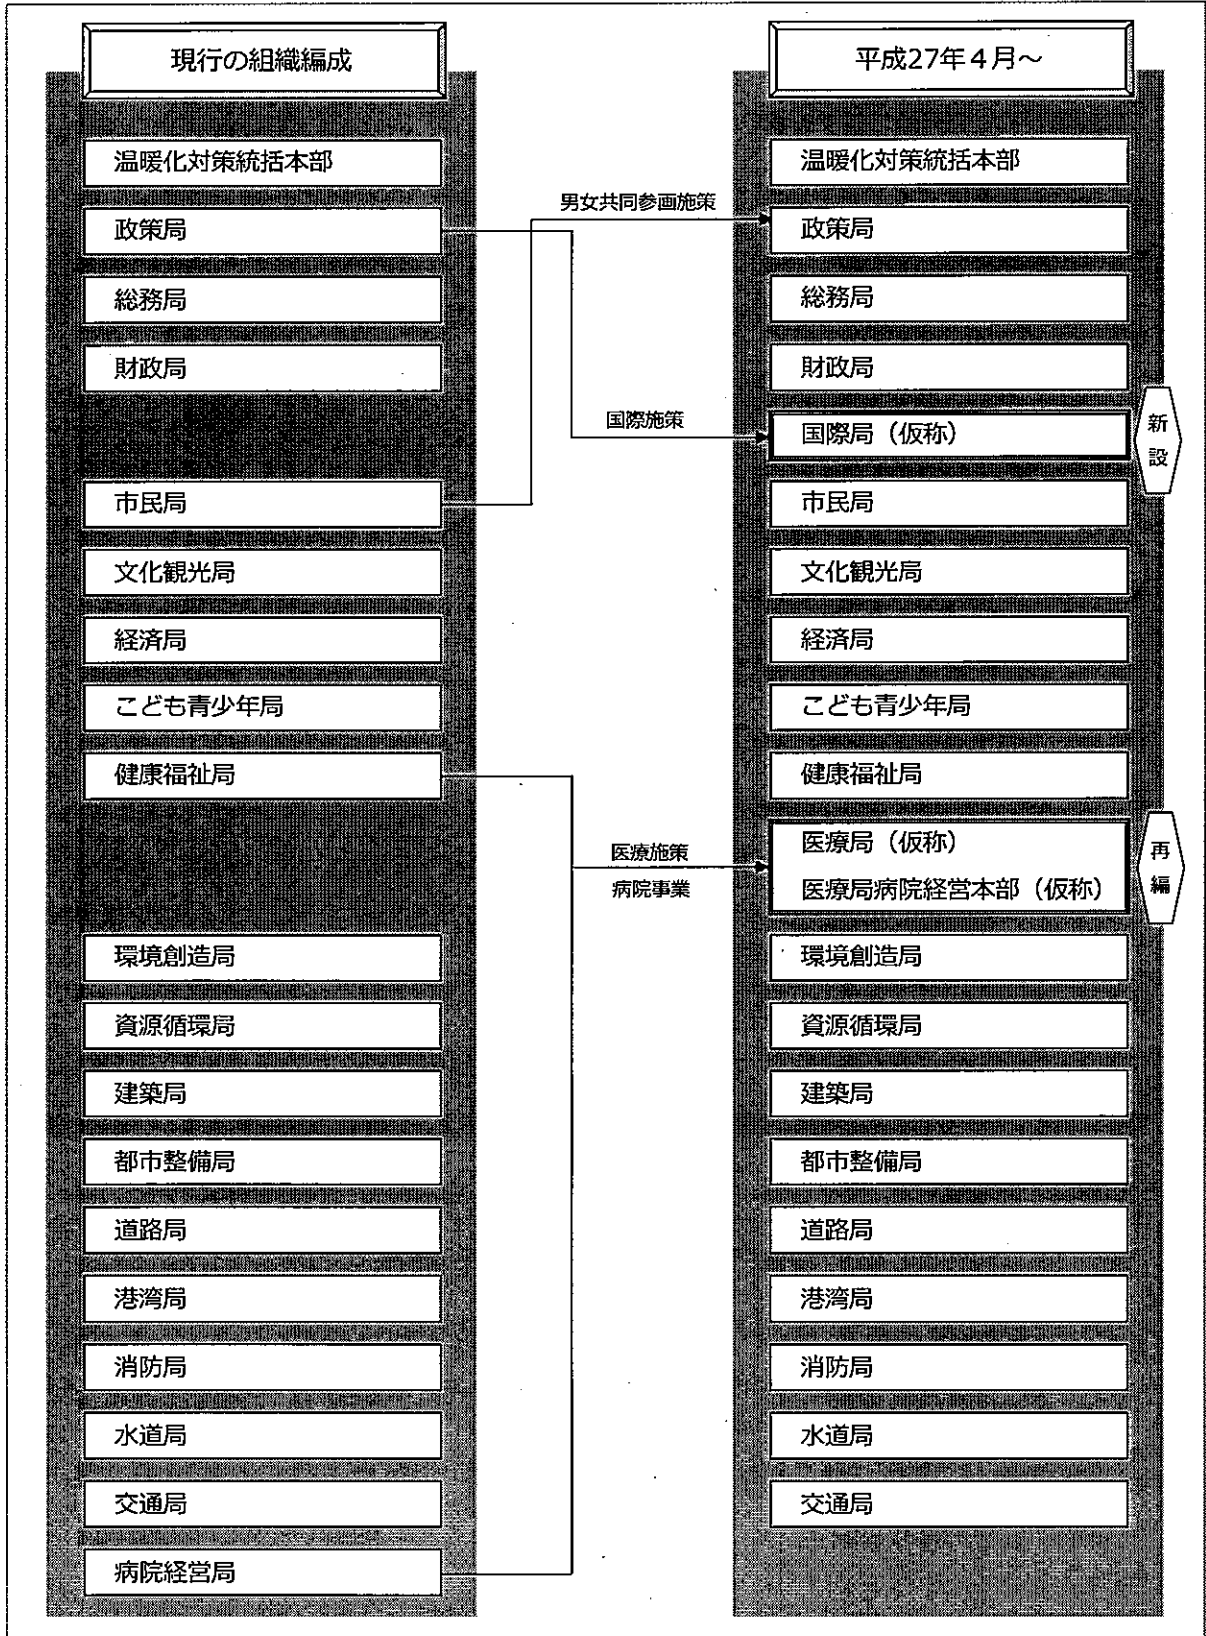 現行の組織編成
温暖化対策統括本部
政策局
総務局
財政局
市民局
文化観光局
経済局
こども青少年局
健康福祉局
環境創造局
資源循環局
建築局
都市整備局
道路局
港湾局
消防局
水道局
交通局
病院経営局
男女共同参画施策
国際施策
医療施策
病院事業
平成27年4月~
温暖化対策統括本部
政策局
総務局
財政局
国際局(仮称)
新設
市民局
文化観光局
経済局
こども青少年局
健康福祉局
医療局(仮称)
医療局病院経営本部(仮称)
再編
環境創造局
資源循環局
建築局
都市整備局
道路局
港湾局
消防局
水道局
交通局